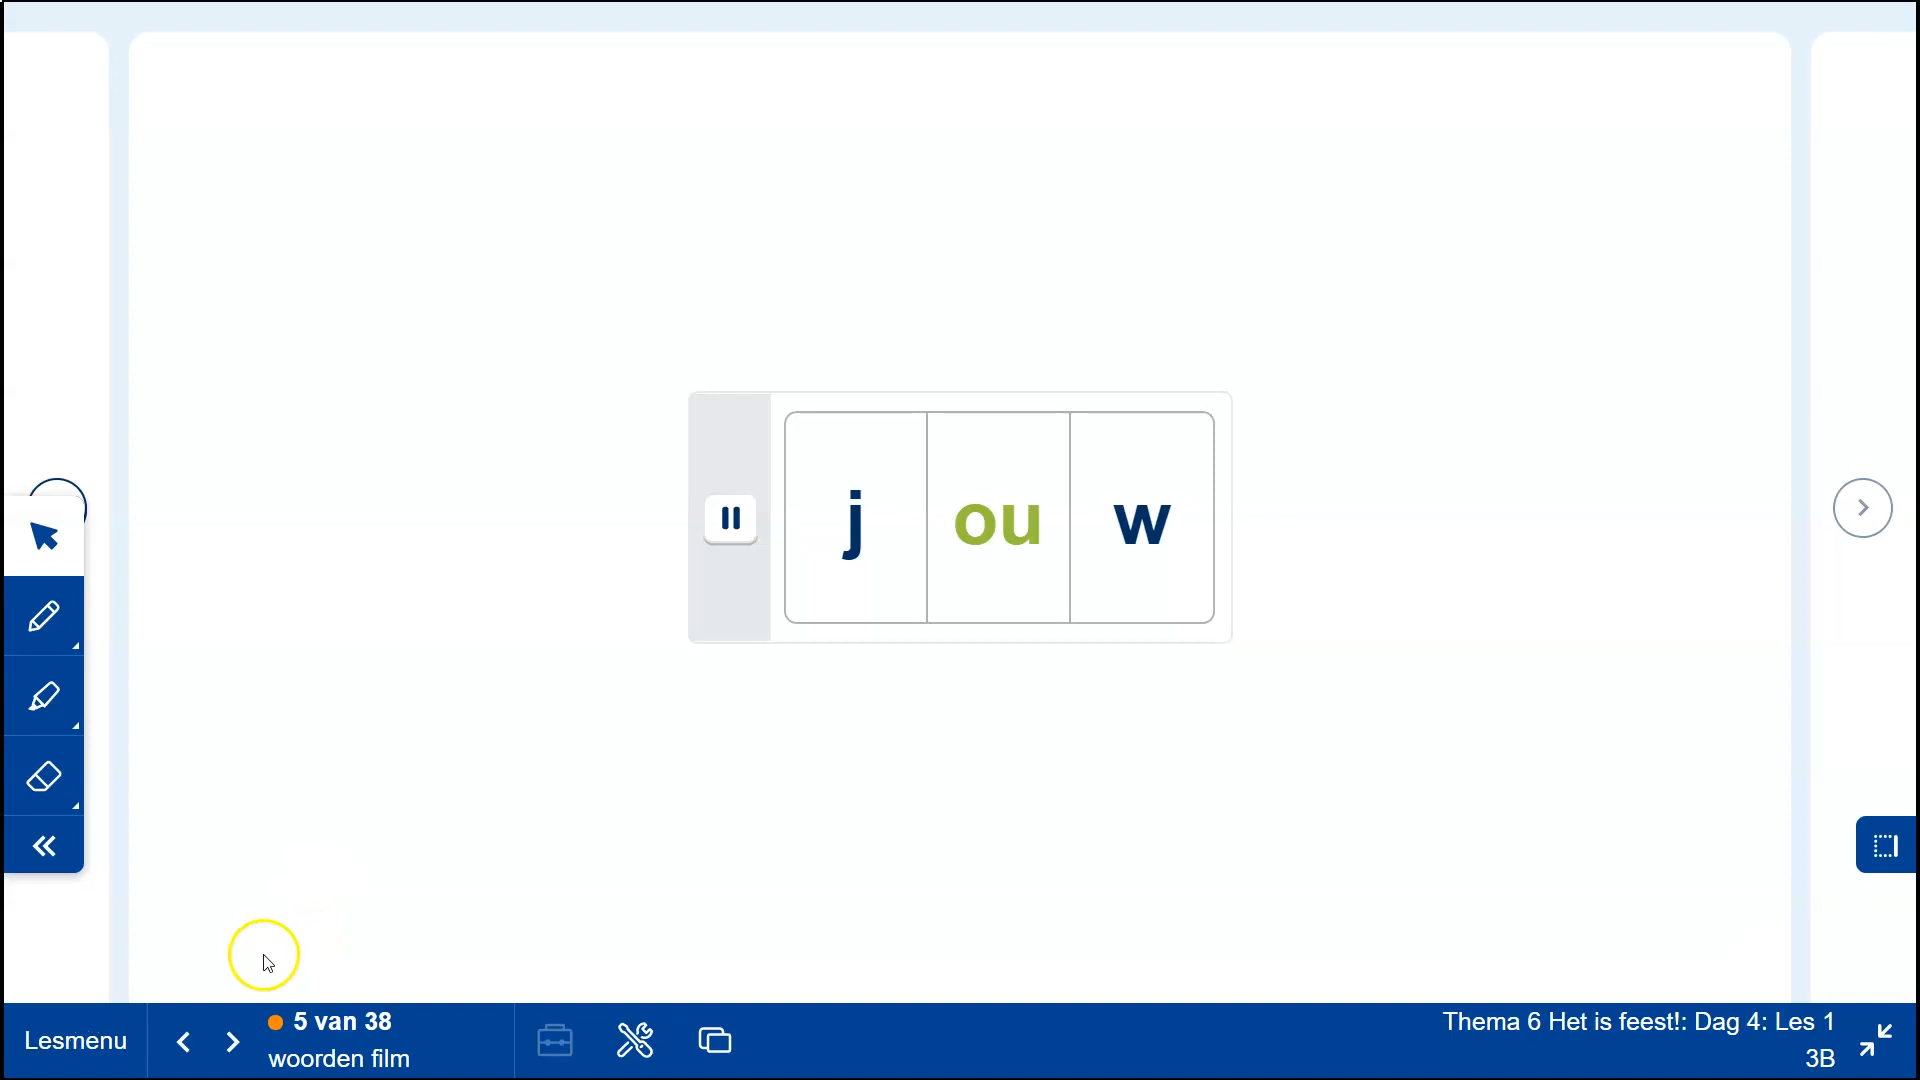 j ou w
Lesmenu
5 van 38
woorden film
Thema 6 Het is feest!: Dag 4: Les 1
3B